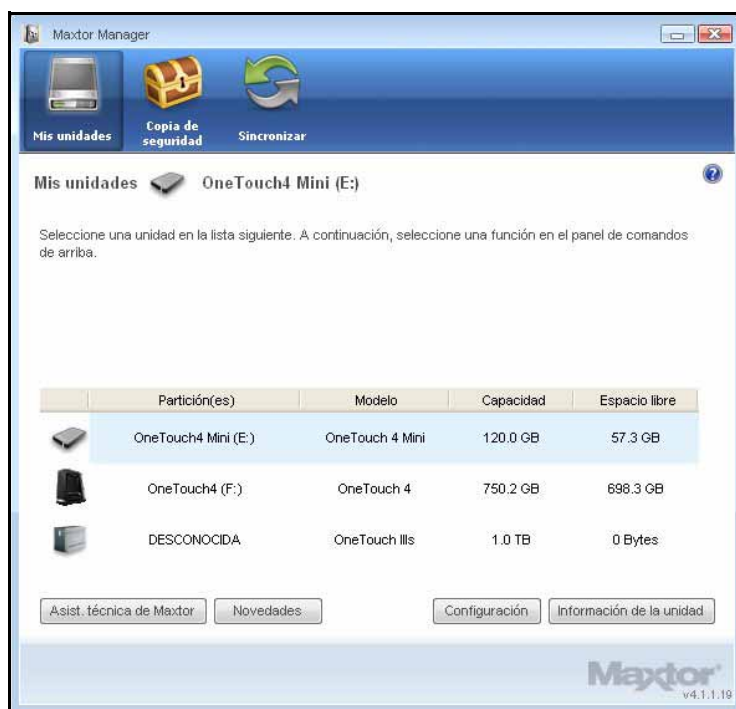 Maxtor Manager
Mis unidades
Copia de
seguridad
Sincronizar
Mis unidades OneTouch4 Mini (E:)
Seleccione una unidad en la lista siguiente. A continuación, seleccione una función en el panel de comandos
de arriba.
Partición(es) Modelo Capacidad Espacio libre
OneTouch4 Mini (E:) OneTouch 4 Mini 120.0 GB 57.3 GB
OneTouch4 (F:) OneTouch 4 750.2 GB 698.3 GB
DESCONOCIDA OneTouch IIIs 1.0 TB 0 Bytes
Asist. técnica de Maxtor Novedades Configuración Información de la unidad
Maxtor
v4.1.1.19